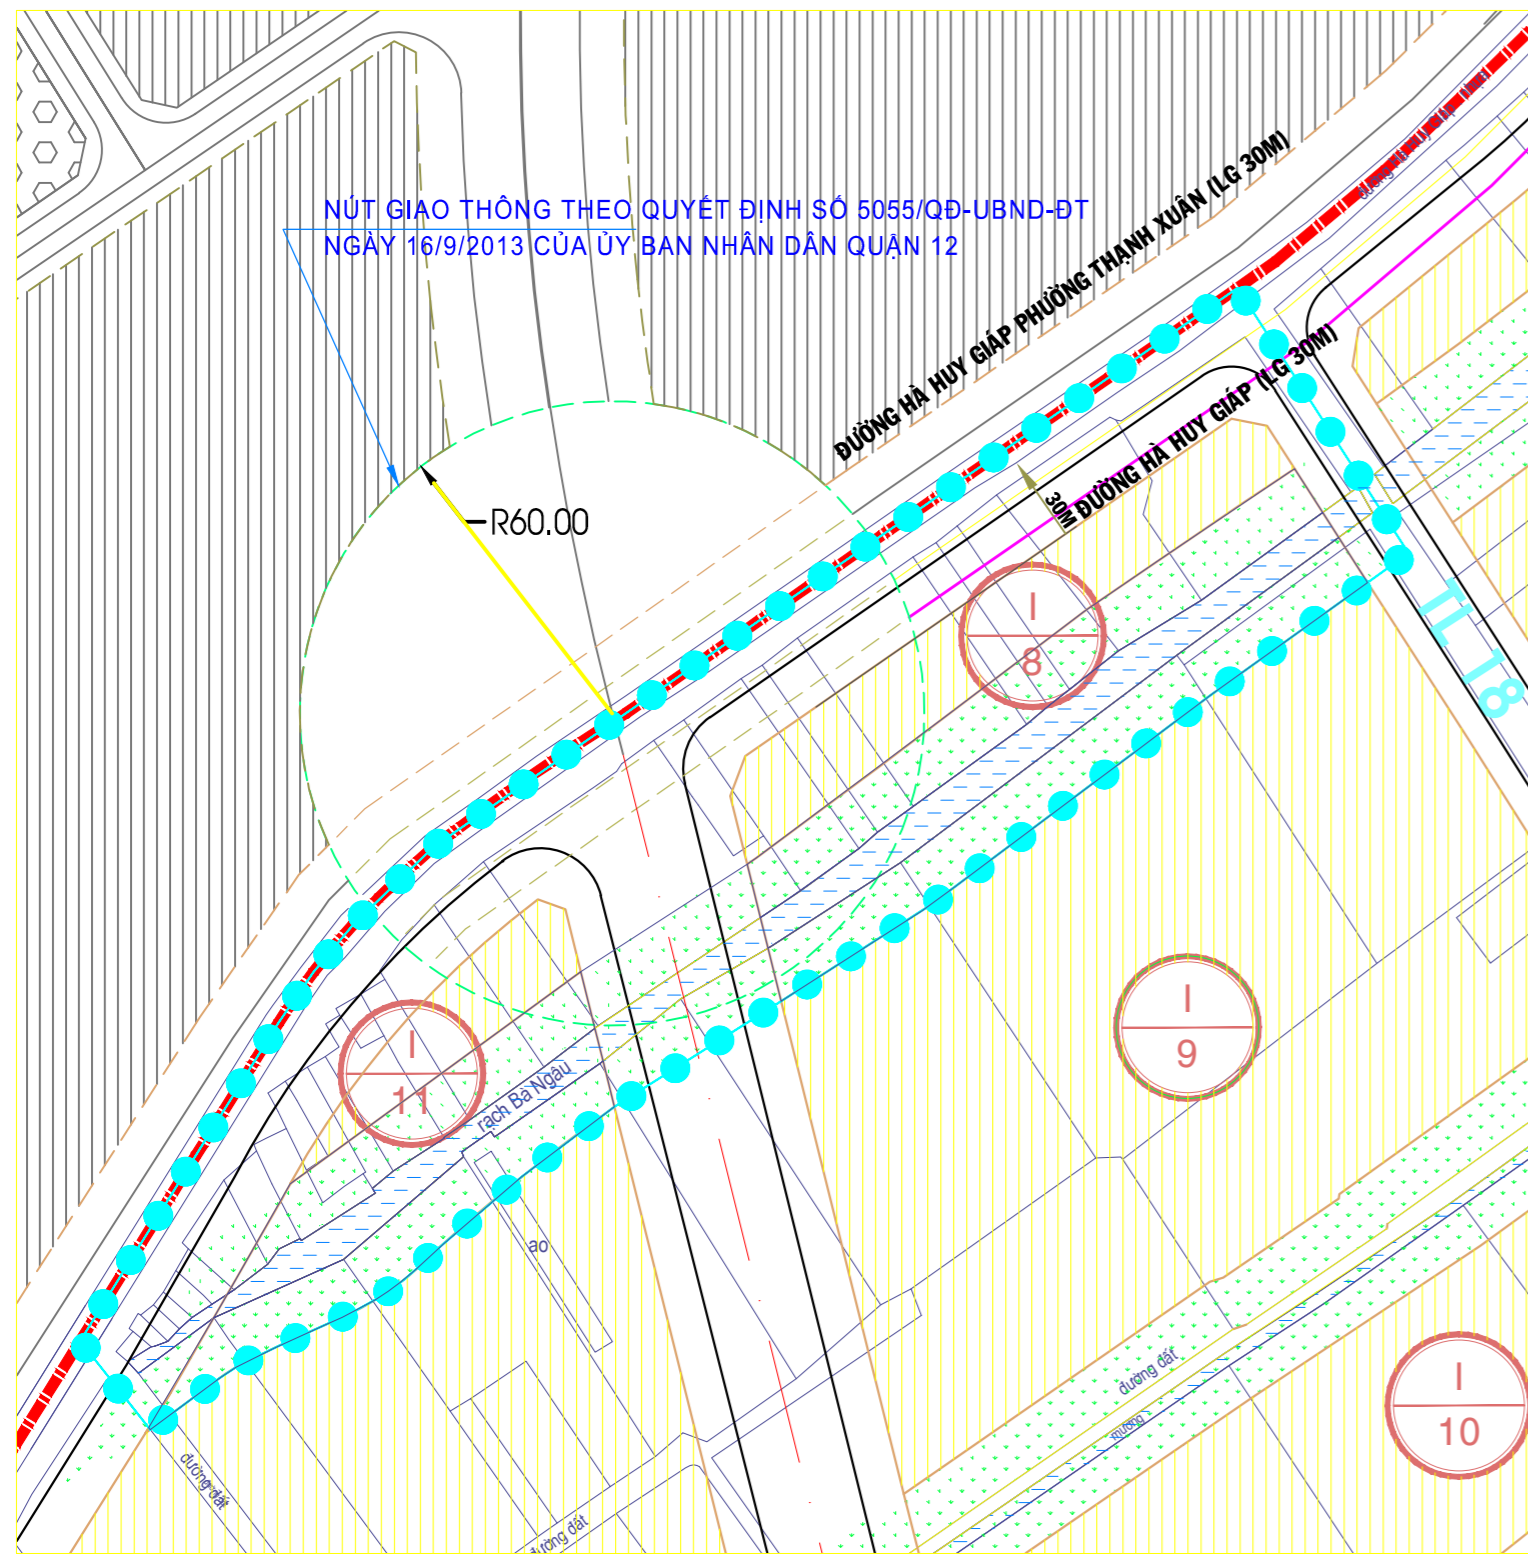 NÚT GIAO THÔNG THEO QUYẾT ĐỊNH SỐ 5055/QĐ-UBND-ĐT
NGÀY 16/9/2013 CỦA ỦY BAN NHÂN DÂN QUẬN 12
ĐƯỜNG HÀ HUY GIÁP PHƯỜNG THẠNH XUÂN (LG 30M)
ĐƯỜNG HÀ HUY GIÁP (LG 30M)
30M
R60.00
I
8
TL 18
I
9
I
11
rạch Bà Ngâu
ao
đường đất
mương
I
10
đường đất
đường đất